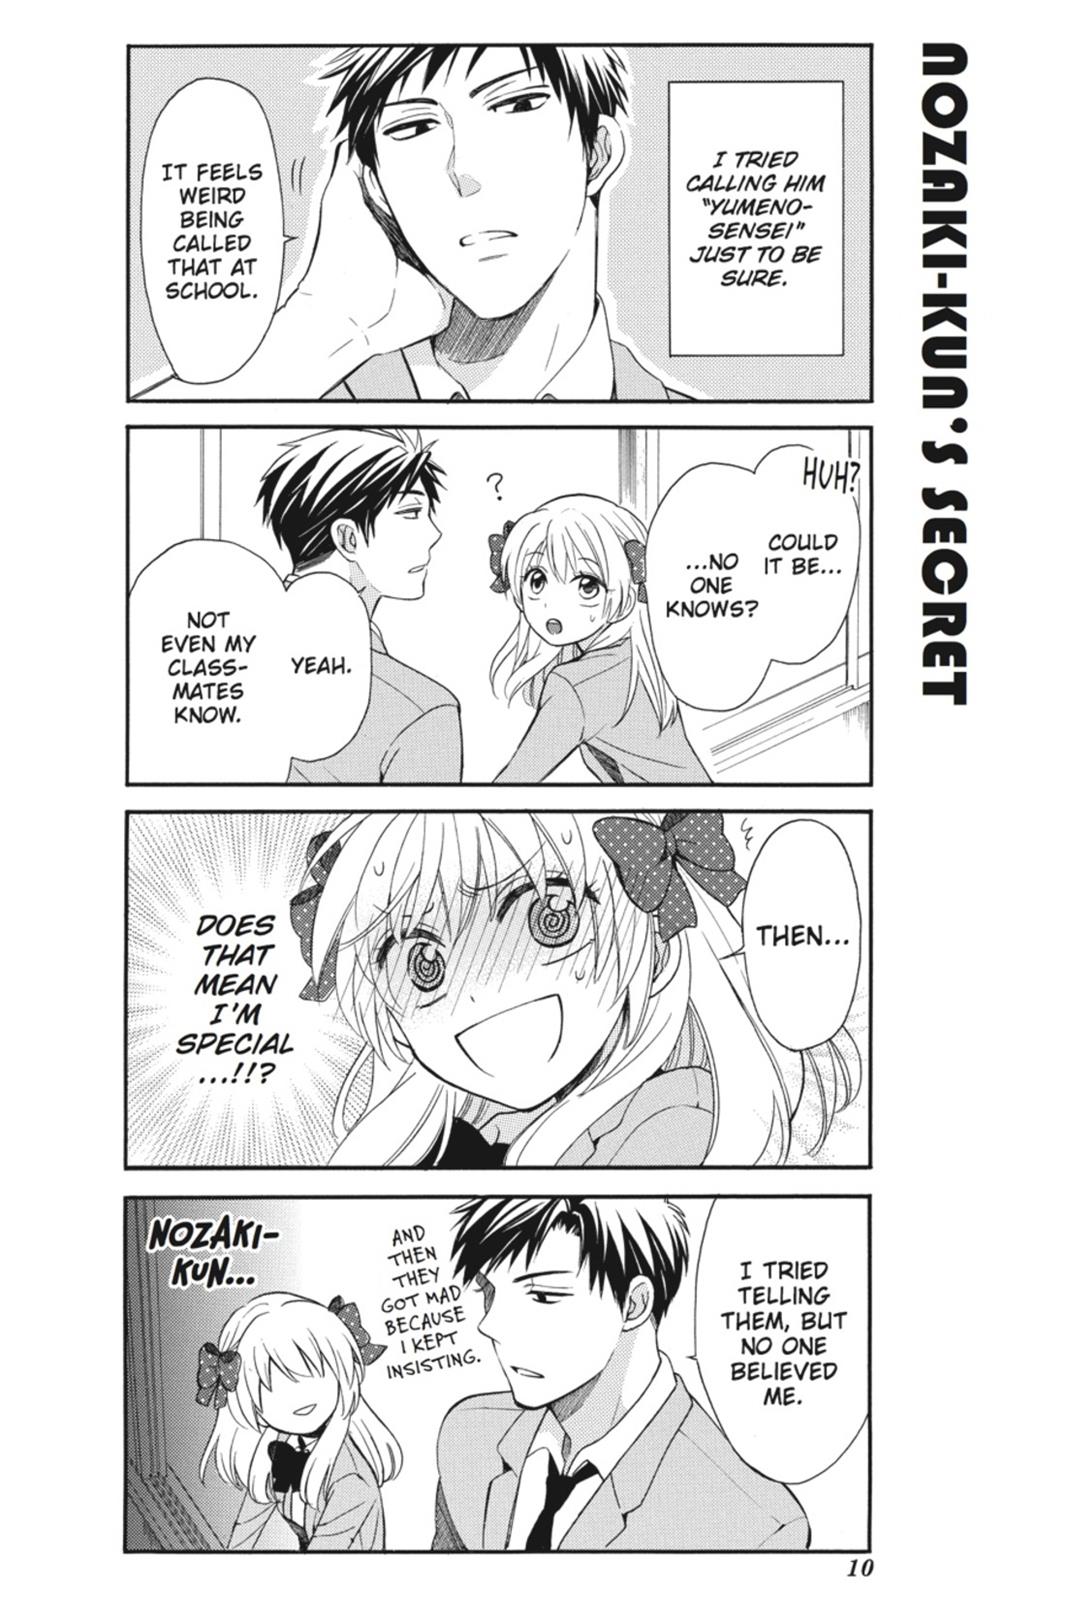 NOZAKI-KUN'S SECRET
I TRIED
CALLING HIM
"YUMENO-
SENSEI"
JUST TO BE
SURE.
IT FEELS
WEIRD
BEING
CALLED
THAT AT
SCHOOL.
HUH?
COULD
IT BE...
...NO
ONE
KNOWS?
?
YEAH.
NOT
EVEN MY
CLASS-
MATES
KNOW.
THEN...
DOES
THAT
MEAN
I'M
SPECIAL
...!!?
I TRIED
TELLING
THEM, BUT
NO ONE
BELIEVED
ME.
AND
THEN
THEY
GOT MAD
BECAUSE
I KEPT
INSISTING.
NOZAKI-
KUN...
10